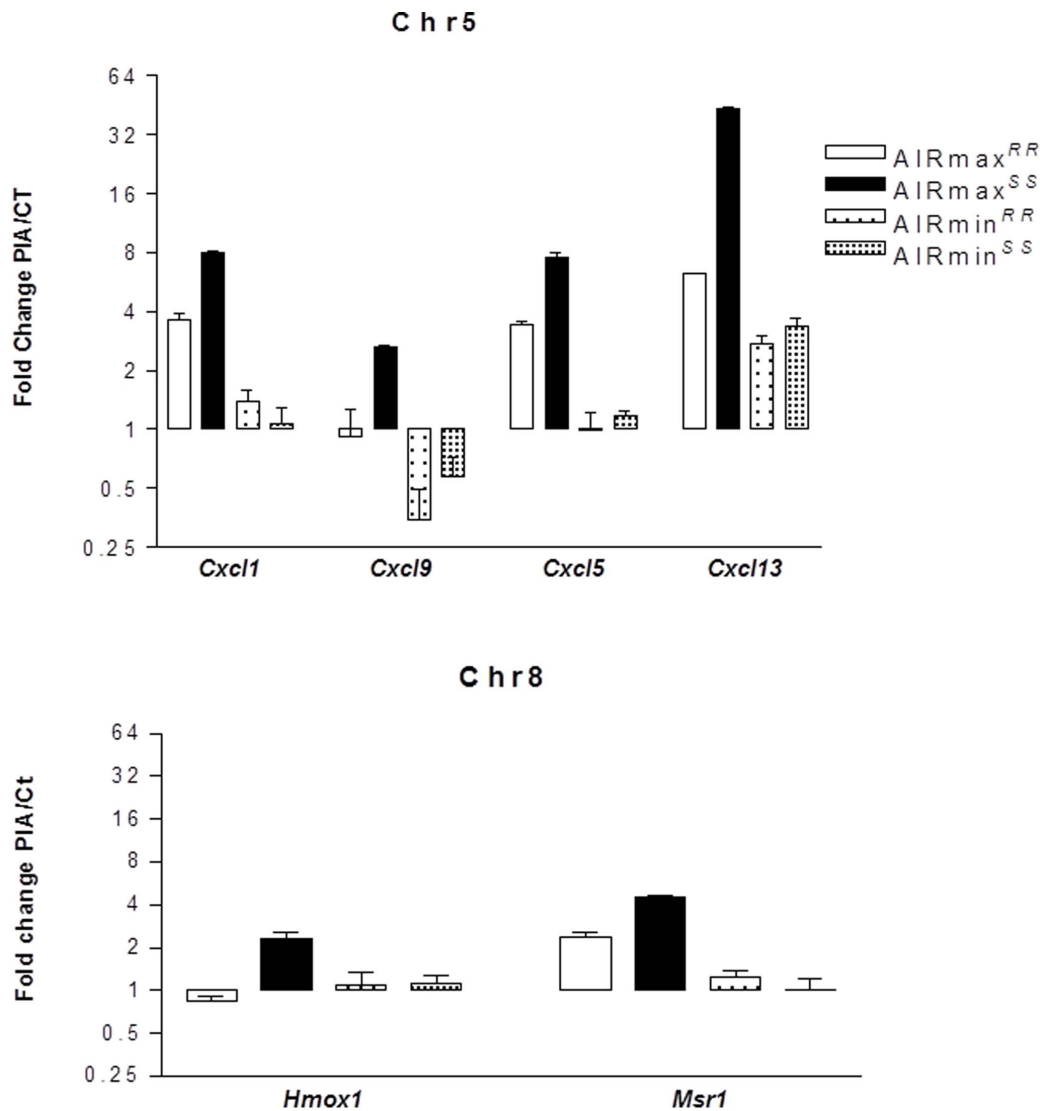 Chr5
Fold Change PIA/CT
64
32
16
8
4
2
1
0.5
0.25
AIRmax^RR
AIRmax^SS
AIRmin^RR
AIRmin^SS
Cxcl1 Cxcl9 Cxcl5 Cxcl13
Chr8
Fold change PIA/Ct
64
32
16
8
4
2
1
0.5
0.25
Hmox1 Msr1